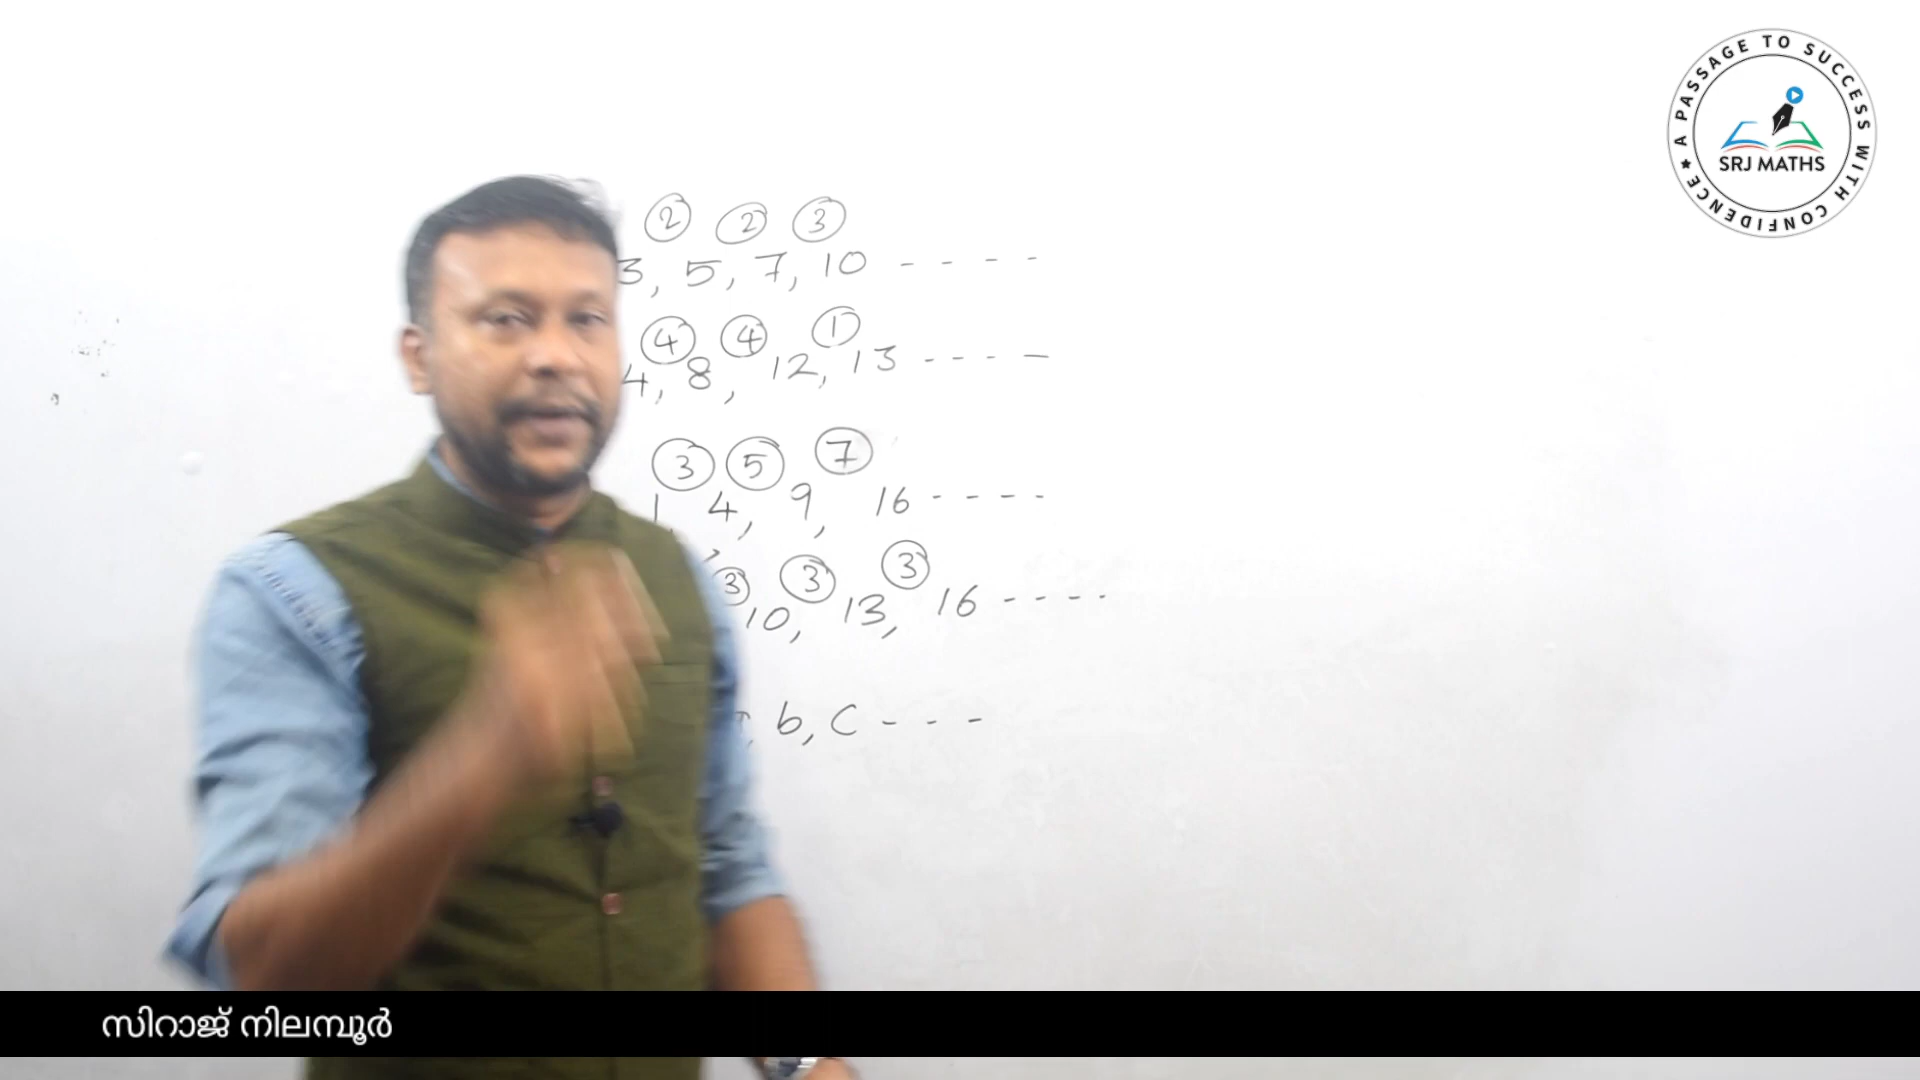 A PASSAGE TO SUCCESS WITH CONFIDENCE
SRJ MATHS
2 2 3
3, 5, 7, 10 - - - -
4 4 1
4, 8, 12, 13 - - - -
3 5 7
1, 4, 9, 16 - - - -
3 3 3
10, 13, 16 - - - -
b, c - - -
സിറാജ് നിലമ്പൂർ